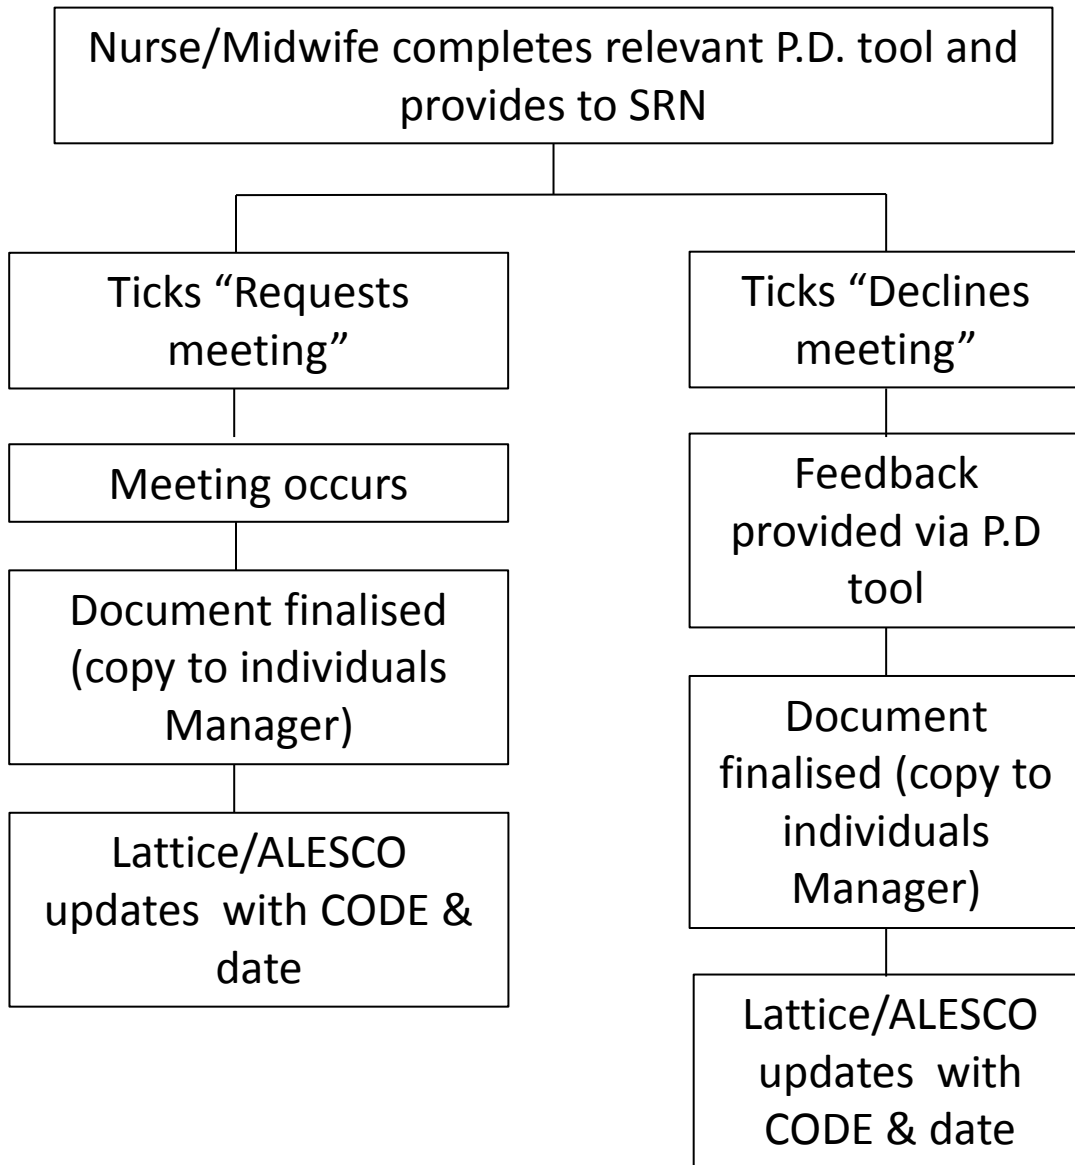 Nurse/Midwife completes relevant P.D. tool and
provides to SRN
Ticks “Requests
meeting”
Meeting occurs
Document finalised
(copy to individuals
Manager)
Lattice/ALESCO
updates  with CODE &
date
Ticks “Declines
meeting”
Feedback
provided via P.D
tool
Document
finalised (copy to
individuals
Manager)
Lattice/ALESCO
updates  with
CODE & date